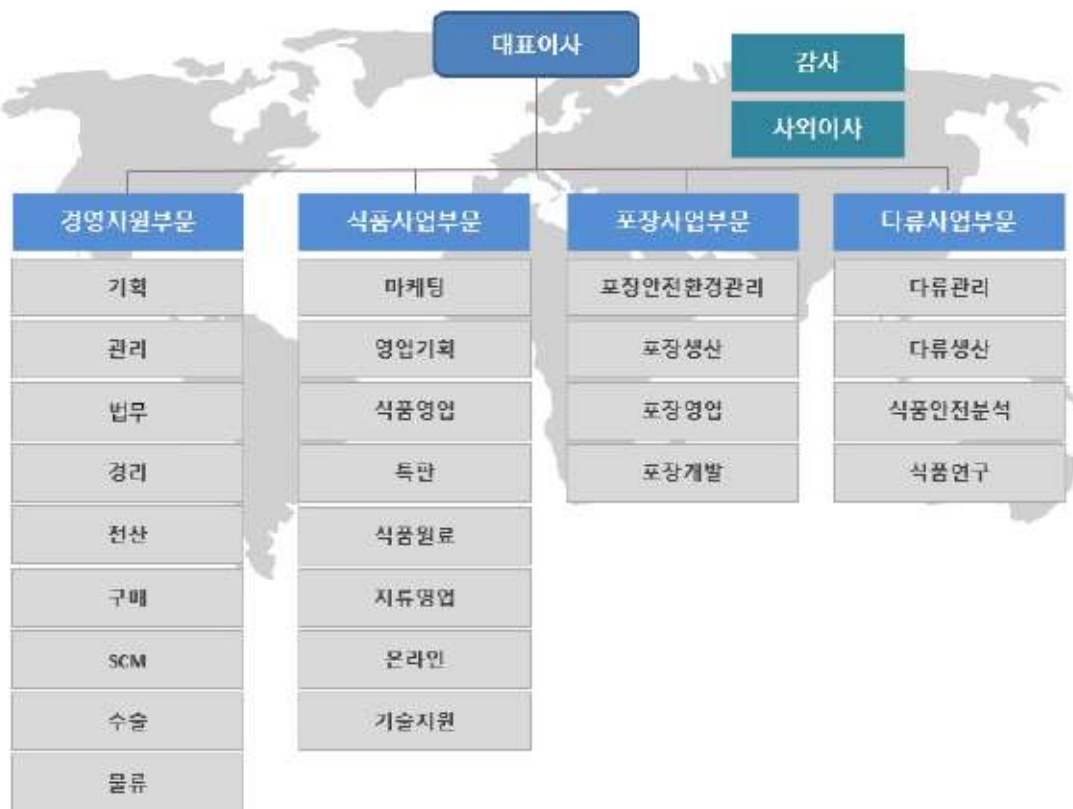 대표이사
감사
사외이사
경영지원부문
기획
관리
법무
경리
전산
구매
SCM
수출
물류
식품사업부문
마케팅
영업기획
식품영업
특판
식품원료
지류영업
온라인
기술지원
포장사업부문
포장안전환경관리
포장생산
포장영업
포장개발
다류사업부문
다류관리
다류생산
식품안전분석
식품연구